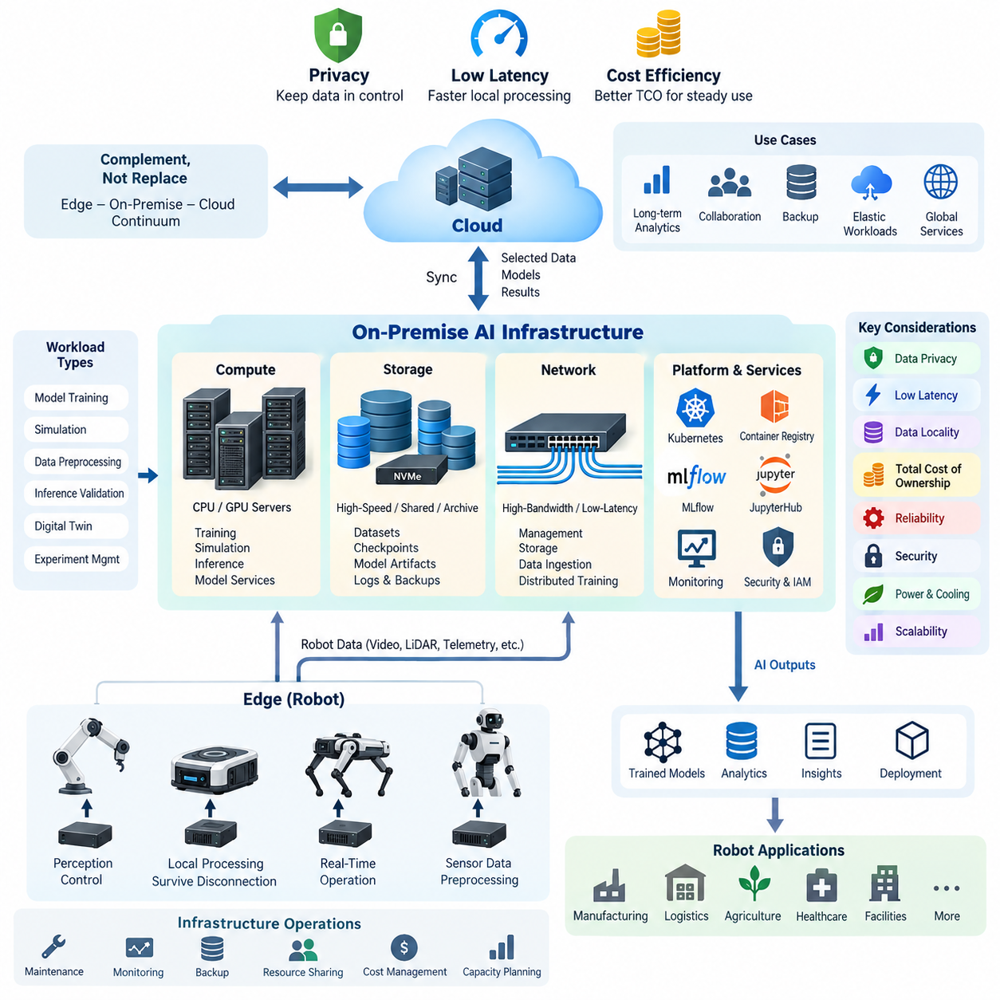 Privacy
Keep data in control
Low Latency
Faster local processing
Cost Efficiency
Better TCO for steady use
Complement,
Not Replace
Edge – On-Premise – Cloud
Continuum
Cloud
Use Cases
Long-term
Analytics
Collaboration
Backup
Elastic
Workloads
Global
Services
Sync
Selected Data
Models
Results
Workload
Types
Model Training
Simulation
Data Preprocessing
Inference Validation
Digital Twin
Experiment Mgmt
On-Premise AI Infrastructure
Compute
CPU / GPU Servers
Training
Simulation
Inference
Model Services
Storage
NVMe
High-Speed / Shared / Archive
Datasets
Checkpoints
Model Artifacts
Logs & Backups
Network
High-Bandwidth / Low-Latency
Management
Storage
Data Ingestion
Distributed Training
Platform & Services
Kubernetes
Container Registry
mlflow
MLflow
jupyter
JupyterHub
Monitoring
Security & IAM
Key Considerations
Data Privacy
Low Latency
Data Locality
Total Cost of
Ownership
Reliability
Security
Power & Cooling
Scalability
Robot Data (Video, LiDAR, Telemetry, etc.)
AI Outputs
Edge (Robot)
Perception
Control
Local Processing
Survive Disconnection
Real-Time
Operation
Sensor Data
Preprocessing
Trained Models
Analytics
Insights
Deployment
Robot Applications
Manufacturing
Logistics
Agriculture
Healthcare
Facilities
More
Infrastructure Operations
Maintenance
Monitoring
Backup
Resource Sharing
$
Cost Management
Capacity Planning